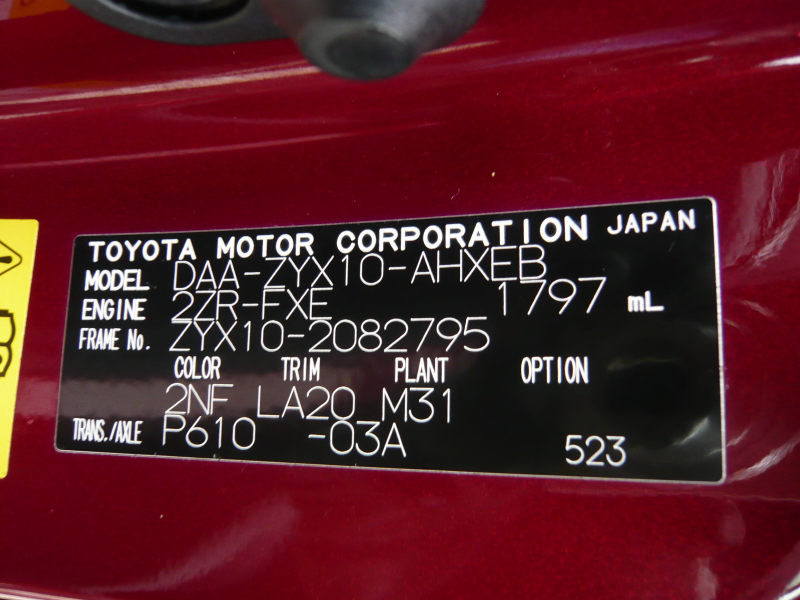 TOYOTA MOTOR CORPORATION JAPAN
MODEL DAA-ZYX10-AHXEB
ENGINE 2ZR-FXE 1797 mL
FRAME No. ZYX10-2082795
COLOR TRIM PLANT OPTION
2NF LA20 M31
TRANS./AXLE P610 -03A 523